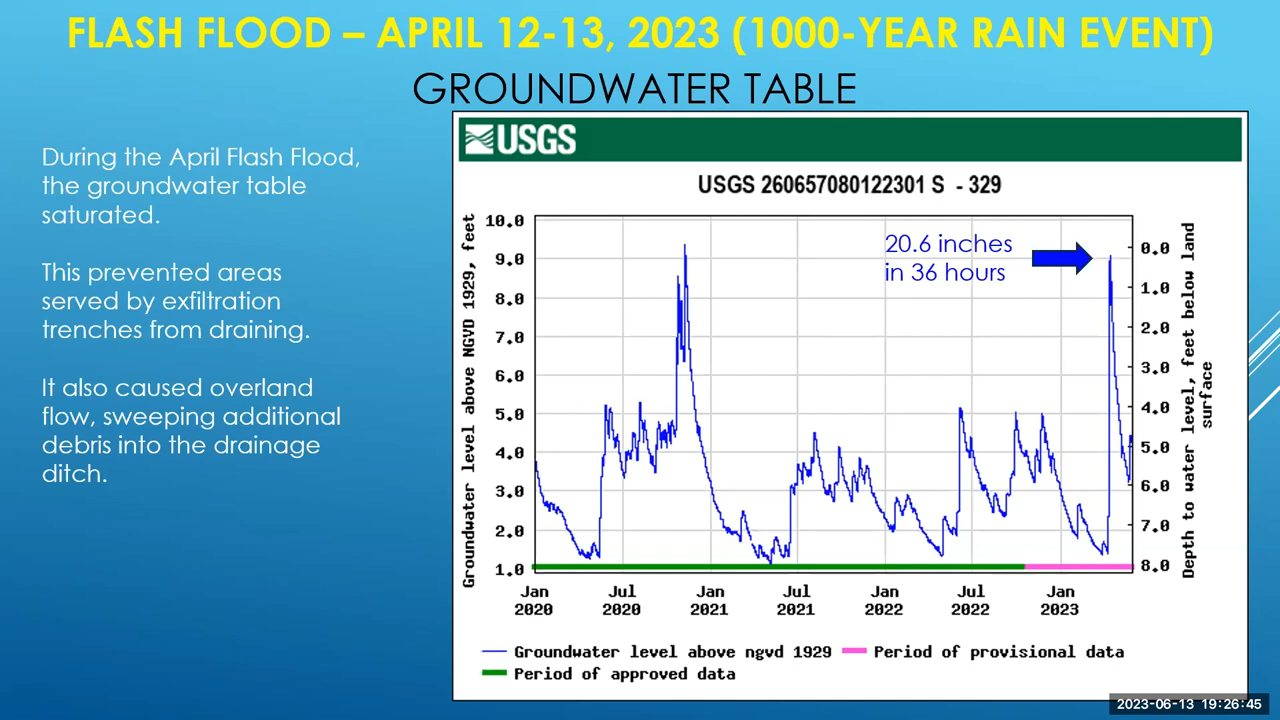 FLASH FLOOD – APRIL 12-13, 2023 (1000-YEAR RAIN EVENT)
GROUNDWATER TABLE
During the April Flash Flood,
the groundwater table
saturated.
This prevented areas
served by exfiltration
trenches from draining.
It also caused overland
flow, sweeping additional
debris into the drainage
ditch.
USGS
USGS 260657080122301 S - 329
Groundwater level above NGVD 1929, feet
10.0
9.0
8.0
7.0
6.0
5.0
4.0
3.0
2.0
1.0
20.6 inches
in 36 hours
0.0
1.0
2.0
3.0
4.0
5.0
6.0
7.0
8.0
Depth to water level, feet below land
surface
Jan Jul Jan Jul Jan Jul Jan
2020 2020 2021 2021 2022 2022 2023
Groundwater level above ngvd 1929 Period of provisional data
Period of approved data
2023-06-13 19:26:45